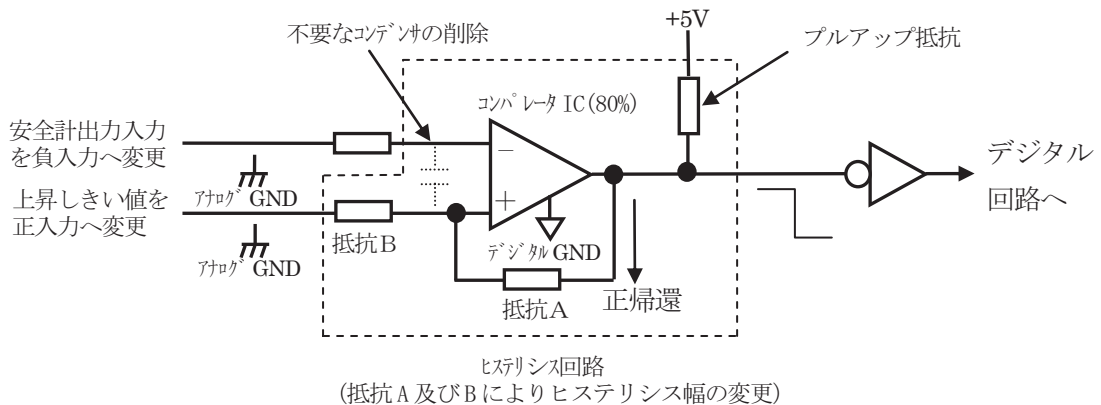 不要なｺﾝﾃﾞﾝｻの削除
+5V
プルアップ抵抗
ｺﾝﾊﾟﾚｰﾀ IC(80%)
安全計出力入力
を負入力へ変更
−
デジタル
回路へ
ｱﾅﾛｸﾞ GND
上昇しきい値を
正入力へ変更
+
抵抗B
ﾃﾞｼﾞﾀﾙ GND
ｱﾅﾛｸﾞ GND
抵抗A
正帰還
ﾋｽﾃﾘｼｽ回路
(抵抗A及びBによりヒステリシス幅の変更)